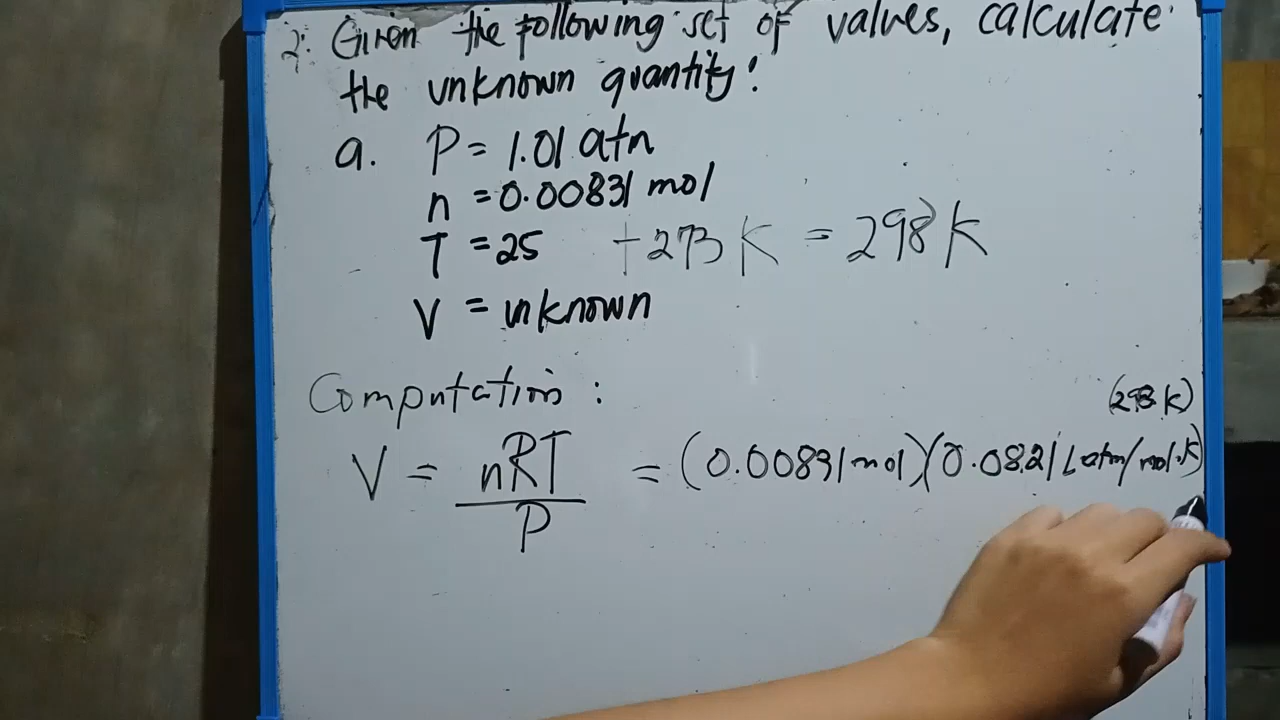 2. Given the following set of values, calculate
the unknown quantity:
a. P = 1.01 atm
n = 0.00831 mol
T = 25 + 273 K = 298 K
V = unknown
Computation:
(298 K)
V = nRT = (0.00831 mol)(0.0821 L atm/mol.K)
P